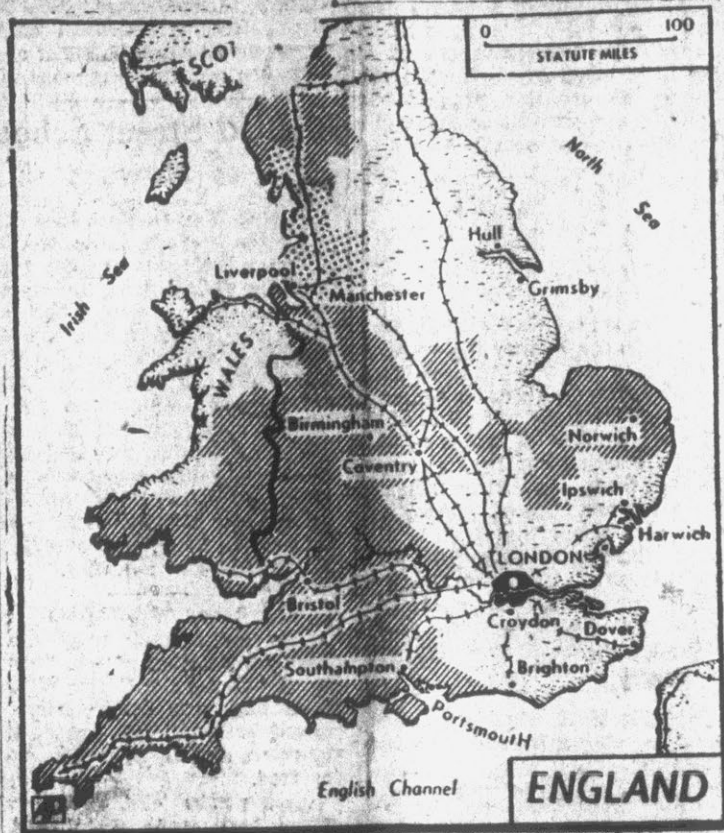 SCOT
0 100
STATUTE MILES
North Sea
Irish Sea
Hull
Grimsby
Liverpool
Manchester
WALES
Birmingham
Coventry
Norwich
Ipswich
Harwich
LONDON
Bristol
Croydon
Dover
Southampton
Brighton
PortsmoutH
English Channel
ENGLAND